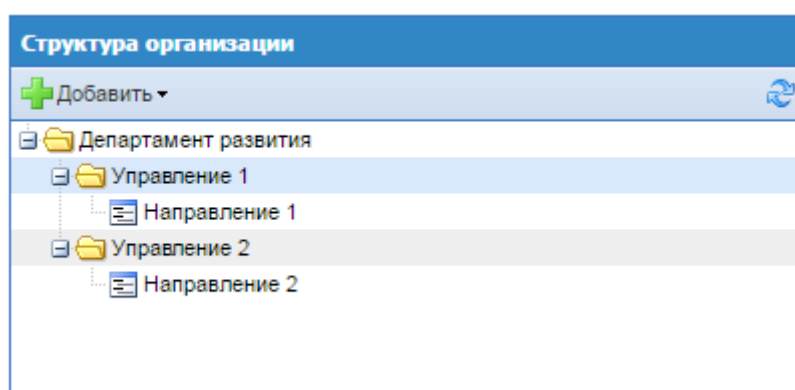 Структура организации
Добавить
Департамент развития
Управление 1
Направление 1
Управление 2
Направление 2